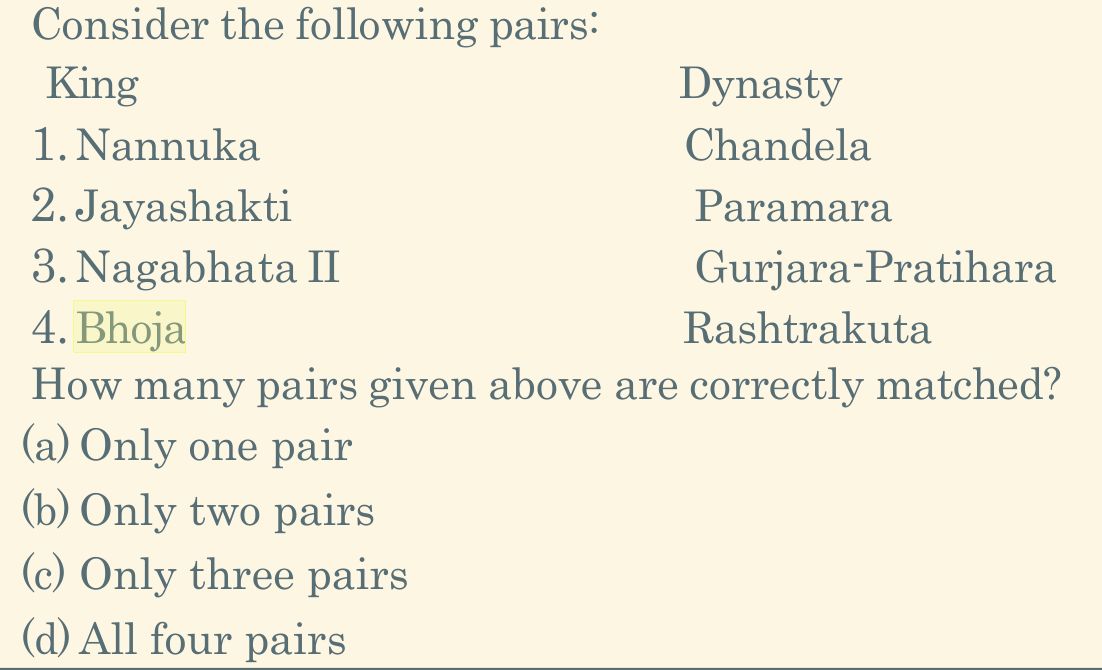 Consider the following pairs:
King Dynasty
1. Nannuka Chandela
2. Jayashakti Paramara
3. Nagabhata II Gurjara-Pratihara
4. Bhoja Rashtrakuta
How many pairs given above are correctly matched?
(a) Only one pair
(b) Only two pairs
(c) Only three pairs
(d) All four pairs